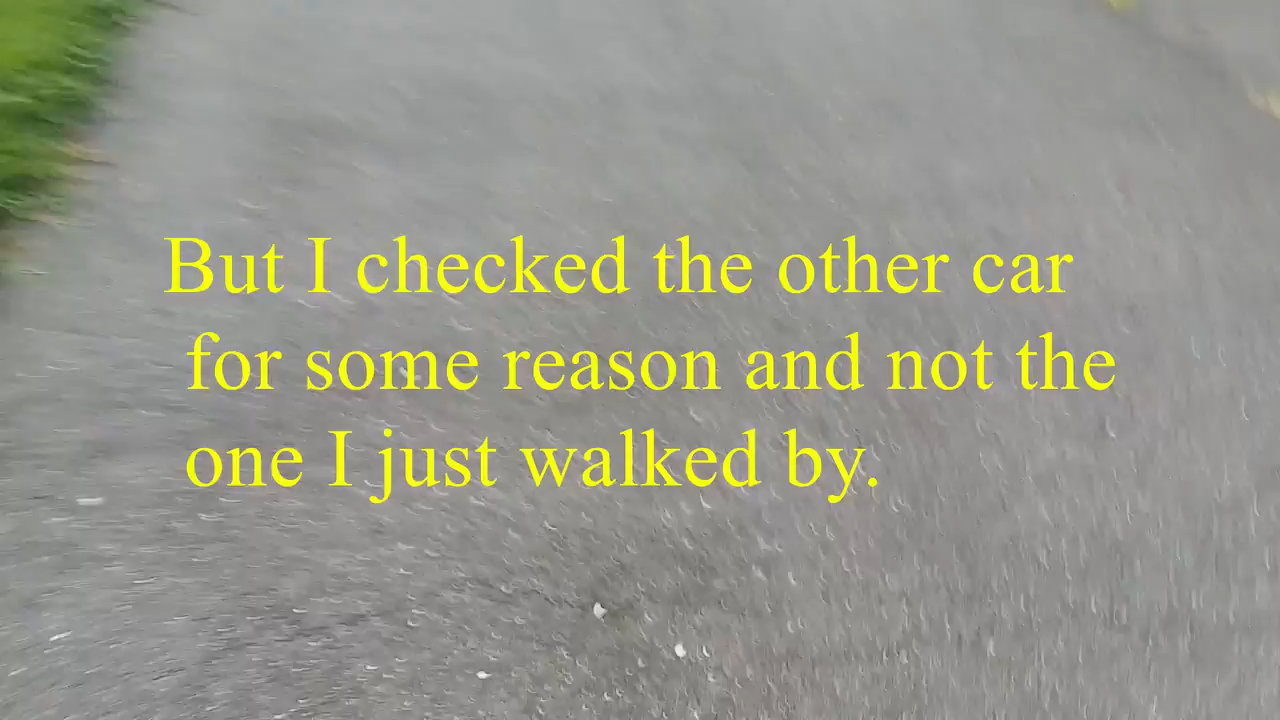 But I checked the other car
for some reason and not the
one I just walked by.